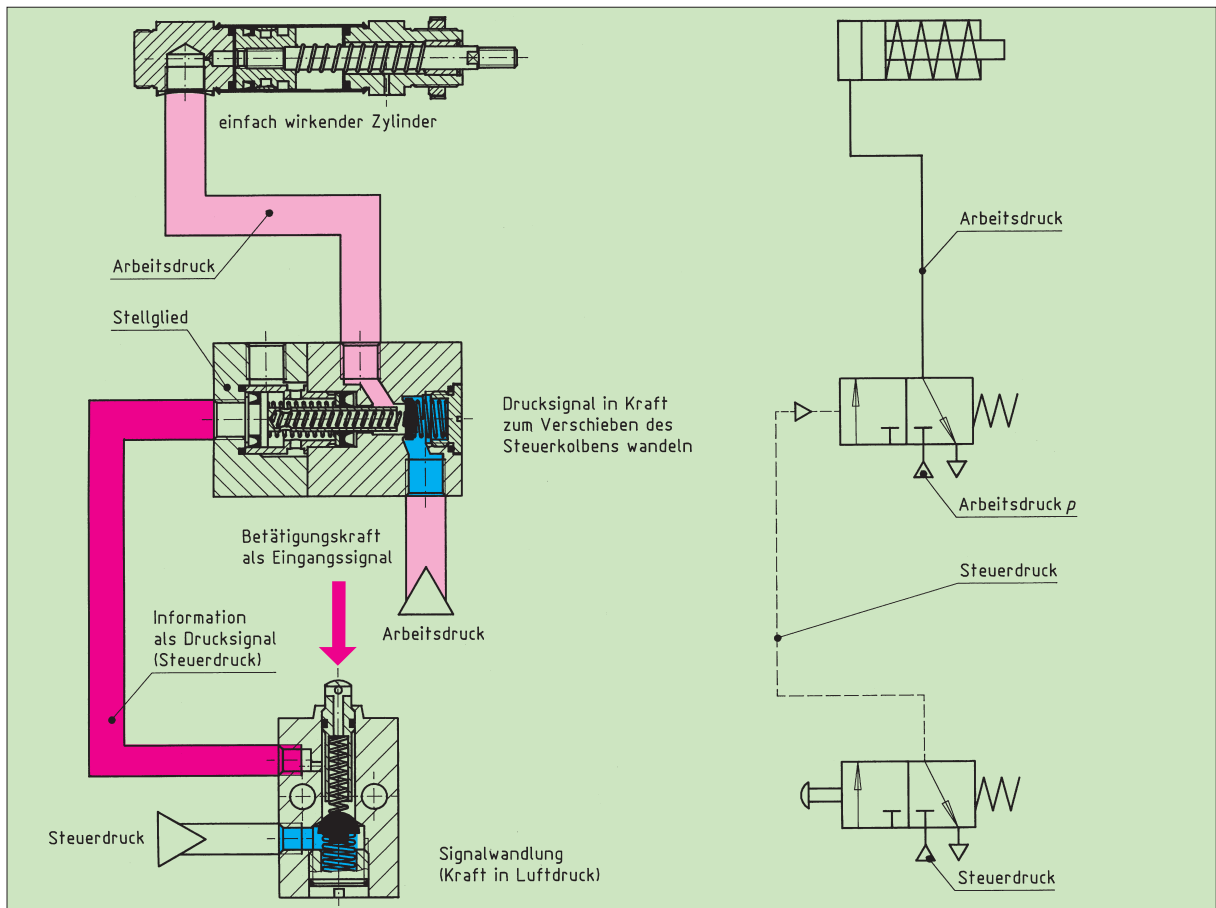 einfach wirkender Zylinder
Arbeitsdruck
Stellglied
Drucksignal in Kraft
zum Verschieben des
Steuerkolbens wandeln
Betätigungskraft
als Eingangssignal
Arbeitsdruck
Information
als Drucksignal
(Steuerdruck)
Steuerdruck
Signalwandlung
(Kraft in Luftdruck)
Arbeitsdruck
Arbeitsdruck p
Steuerdruck
Steuerdruck